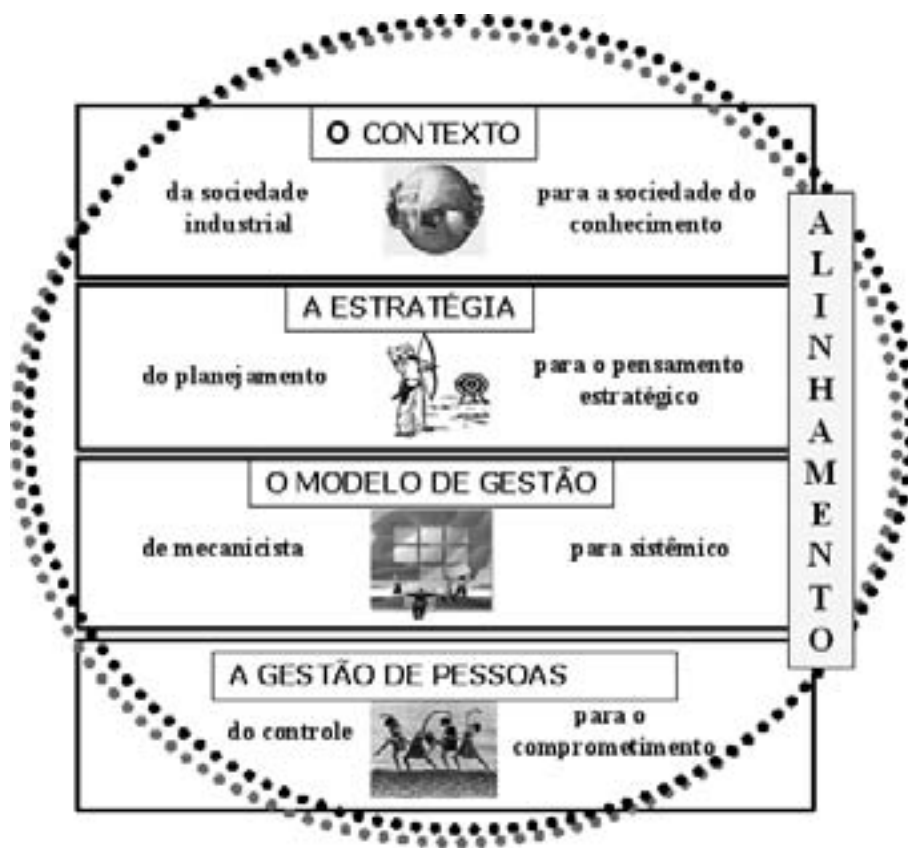 O CONTEXTO
da sociedade
industrial
para a sociedade do
conhecimento
A ESTRATÉGIA
do planejamento
para o pensamento
estratégico
O MODELO DE GESTÃO
de mecanicista
para sistêmico
A GESTÃO DE PESSOAS
do controle
para o
comprometimento
ALINHAMENTO